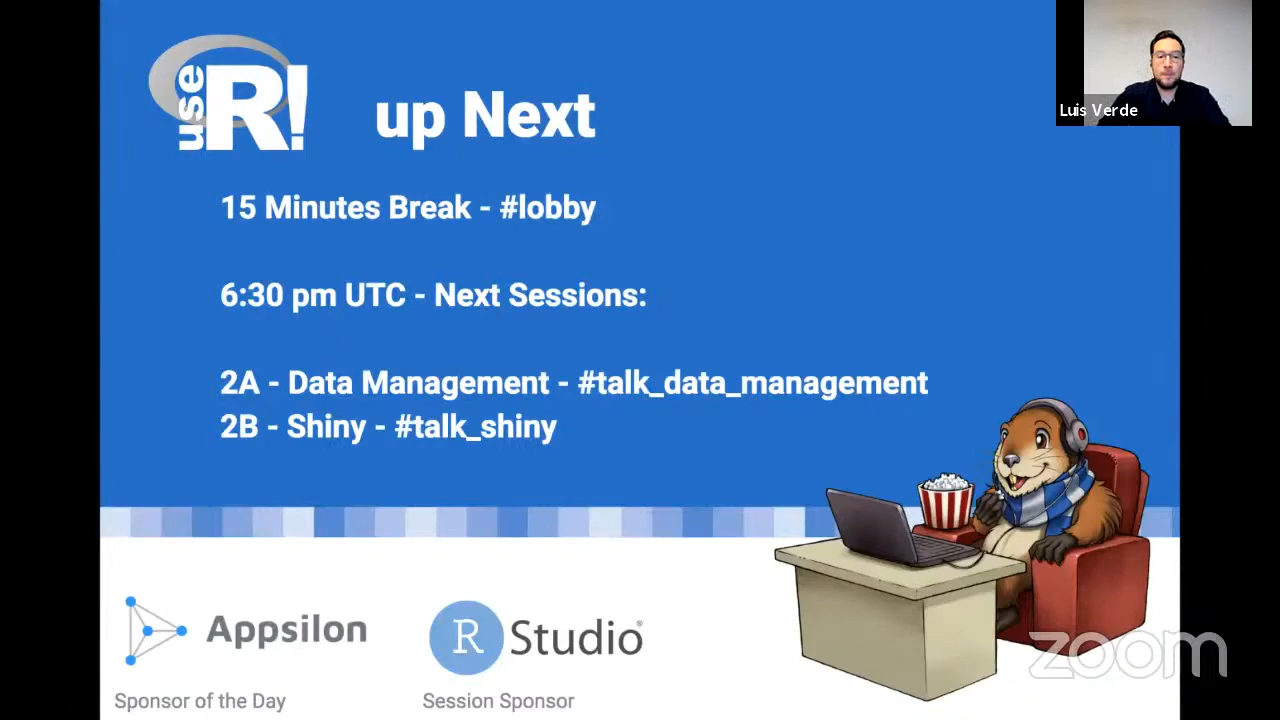 use R!
up Next
Luis Verde
15 Minutes Break - #lobby
6:30 pm UTC - Next Sessions:
2A - Data Management - #talk_data_management
2B - Shiny - #talk_shiny
Appsilon
R Studio®
Sponsor of the Day
Session Sponsor
zoom